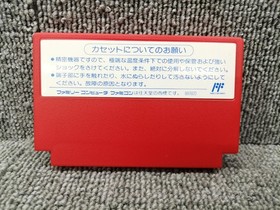 カセットについてのお願い
●精密機器ですので、極端な温度条件下での使用や保管および強い
ショックをさけてください。また、絶対に分解しないでください。
●端子部に手を触れたり、水にぬらしたりして汚さないようにして
ください。故障の原因となります。
ファミリー コンピュータ ファミコンは任天堂の商標です。
FF